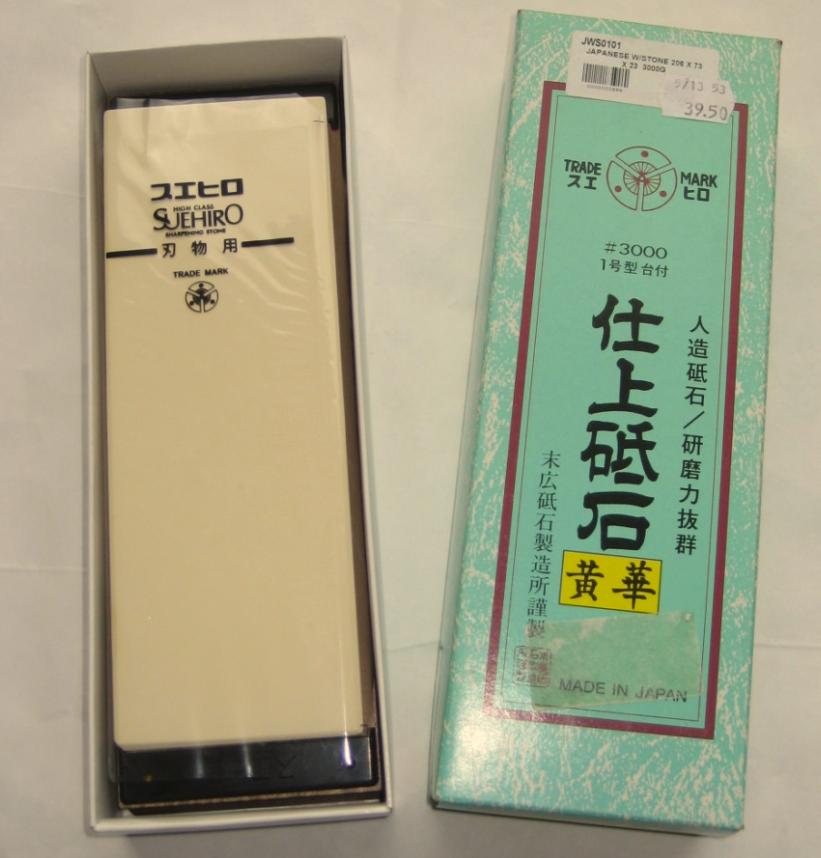 スエヒロ
HIGH CLASS
SUEHIRO
SHARPENING STONE
刃物用
TRADE MARK
JWS0101
JAPANESE W/STONE 206 X 73
X 23 3000G
5/13 53
39.50
TRADE MARK
スエ ヒロ
#3000
1号型台付
人造砥石/研磨力抜群
仕上砥石
黄華
末広砥石製造所謹製
MADE IN JAPAN